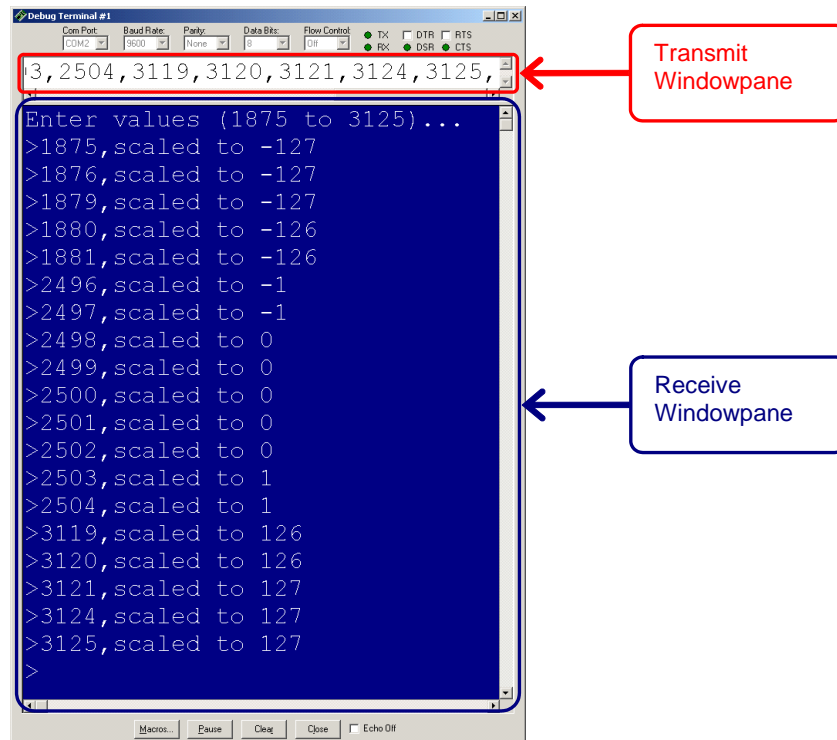 Debug Terminal #1
Com Port: Baud Rate: Parity: Data Bits: Flow Control: TX DTR RTS
COM2 9600 None 8 Off RX DSR CTS
3,2504,3119,3120,3121,3124,3125,
Transmit
Windowpane
Enter values (1875 to 3125)...
>1875,scaled to -127
>1876,scaled to -127
>1879,scaled to -127
>1880,scaled to -126
>1881,scaled to -126
>2496,scaled to -1
>2497,scaled to -1
>2498,scaled to 0
>2499,scaled to 0
>2500,scaled to 0
>2501,scaled to 0
>2502,scaled to 0
>2503,scaled to 1
>2504,scaled to 1
>3119,scaled to 126
>3120,scaled to 126
>3121,scaled to 127
>3124,scaled to 127
>3125,scaled to 127
>
Receive
Windowpane
Macros... Pause Clear Close Echo Off